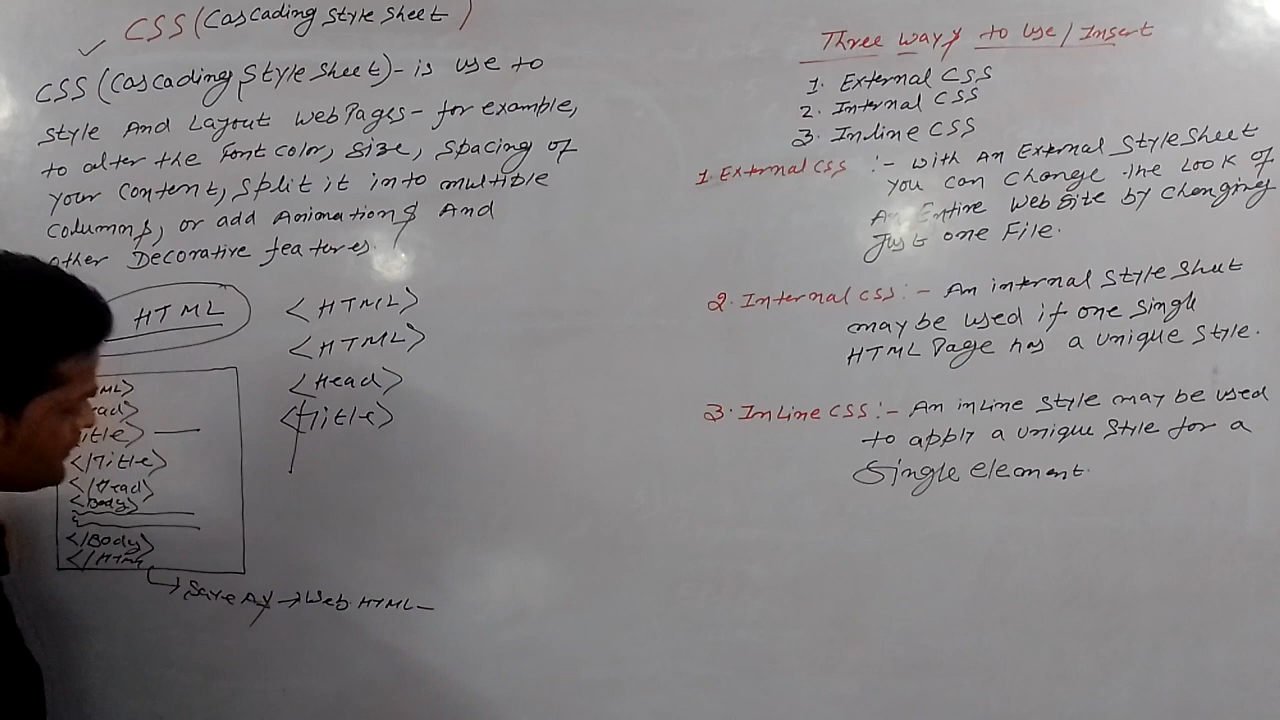 CSS (Cascading Style Sheet)
CSS (Cascading Style Sheet)- is use to
Style And Layout WebPages - for example,
to alter the Font color, Size, Spacing of
your Content, Split it into multiple
columns, or add Animations And
other Decorative features.
HTML
<HTML>
<HTML>
<Head>
<Title>
ML>
ead>
itle>
</Title>
</Head>
<Body>
</Body>
</HTML
Save As → Web.HTML
Three ways to use/Insert
1. External CSS
2. Internal CSS
3. Inline CSS
1. External CSS :- With An External StyleSheet
you can change the Look of
An Entire Website by Changing
Just one File.
2. Internal CSS :- An internal Style Sheet
may be used if one single
HTML Page has a unique style.
3. InLine CSS :- An inline style may be used
to apply a unique style for a
Single element.